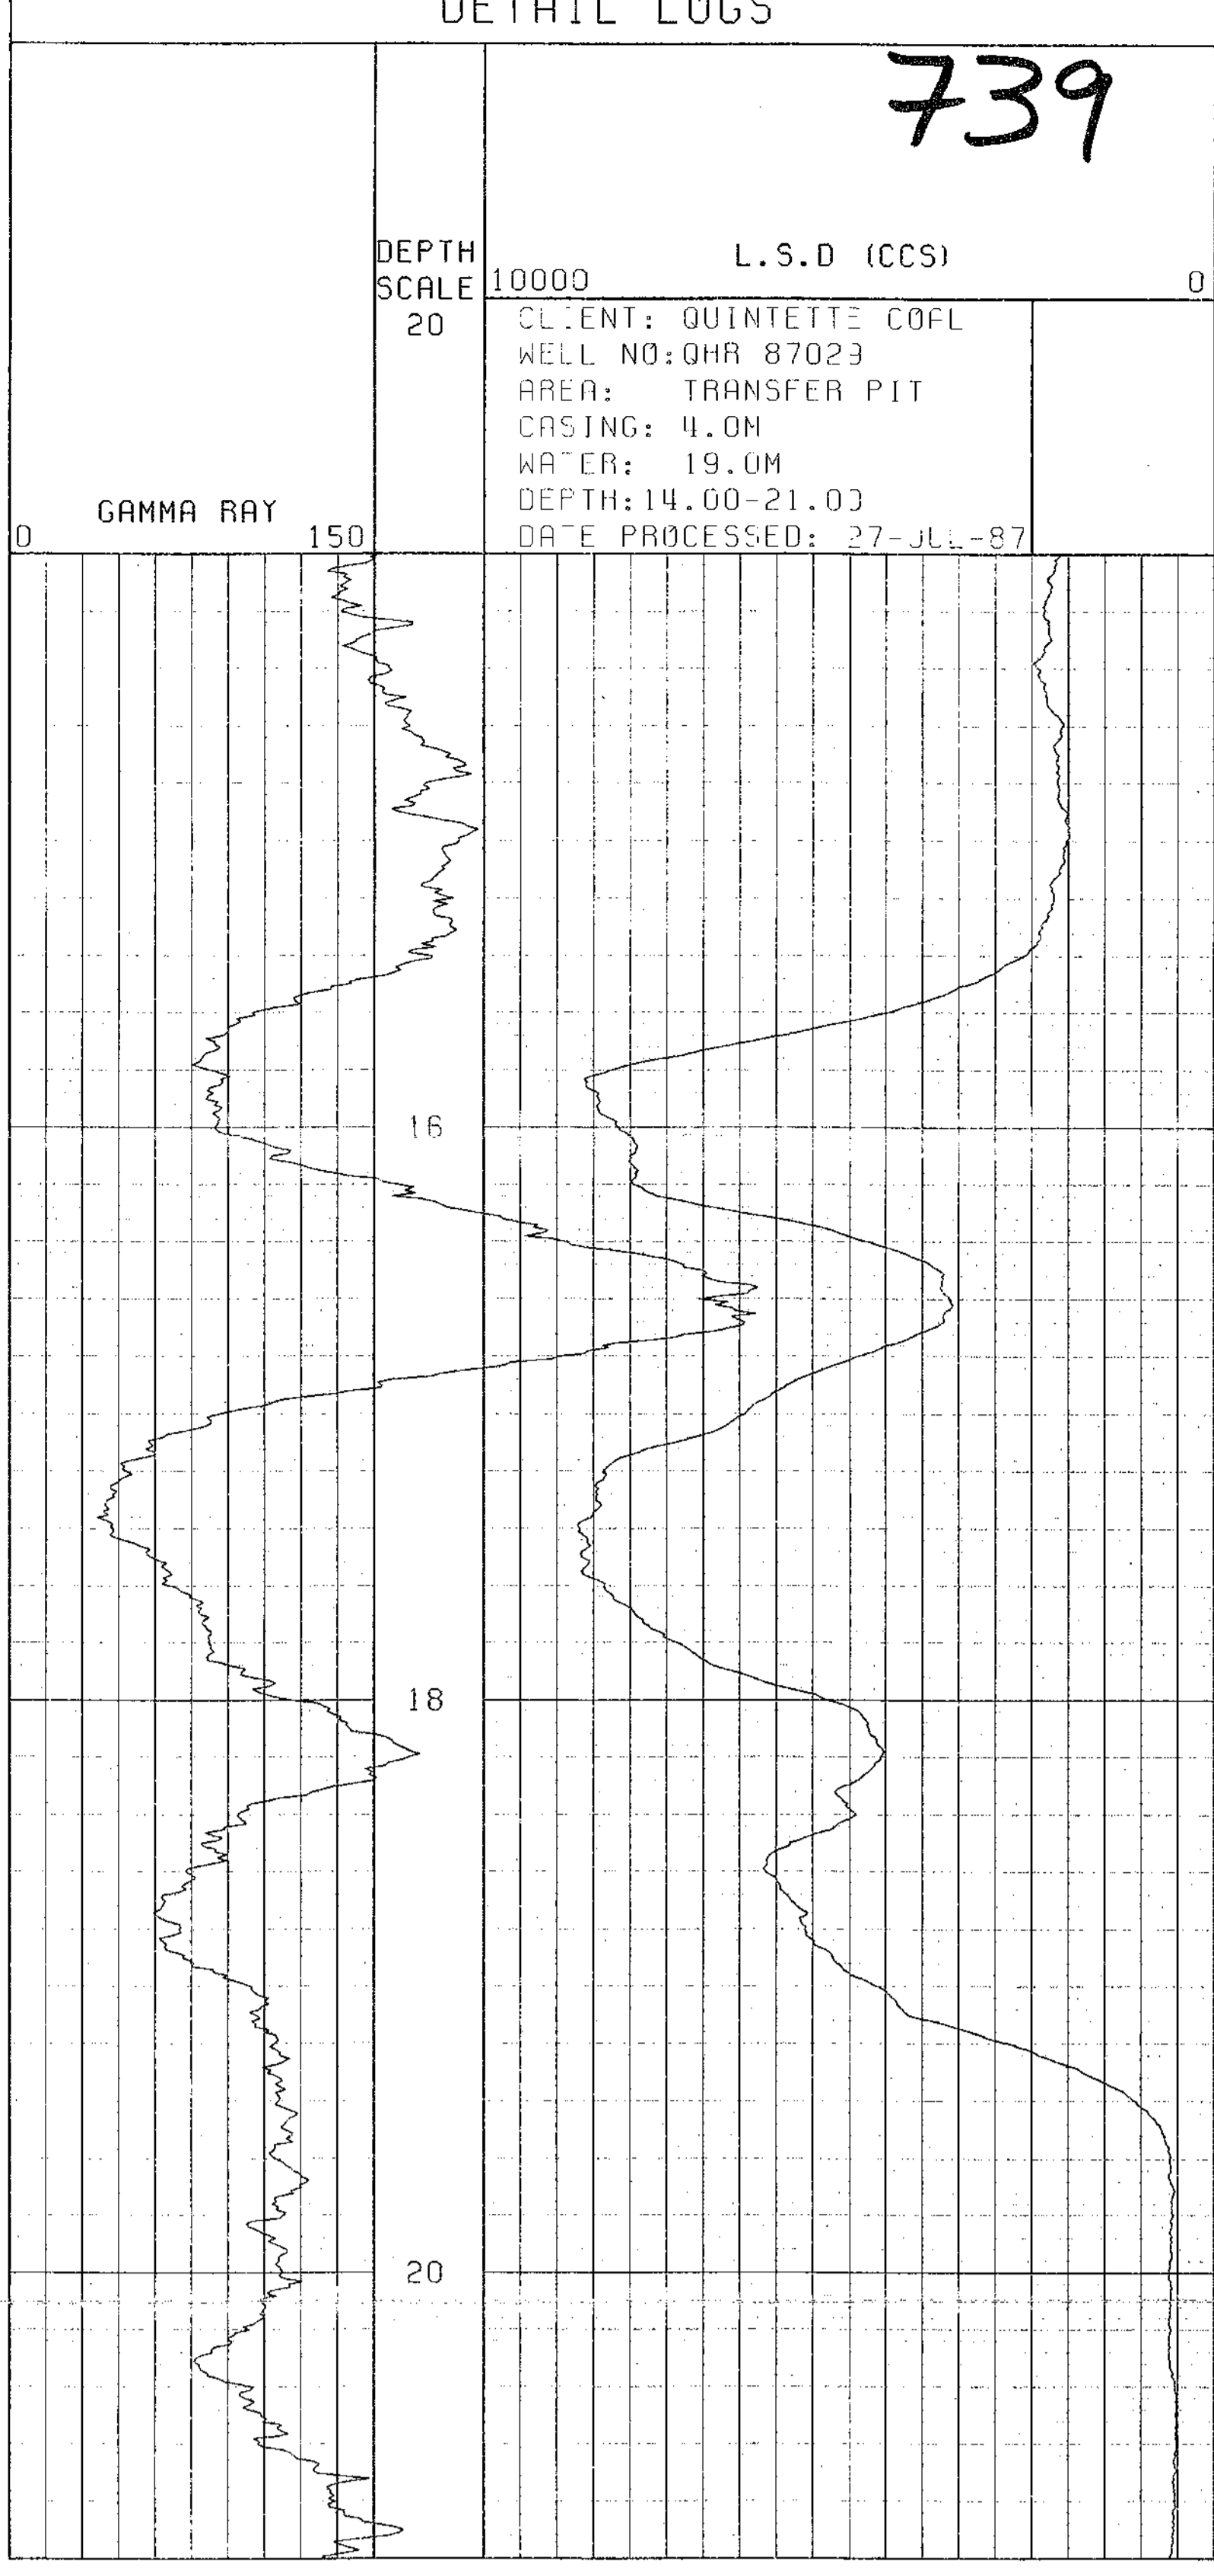 DETAIL LOGS
739
DEPTH
SCALE
20
L.S.D (CCS)
10000 0
CLIENT: QUINTETTE COAL
WELL NO:QHR 87029
AREA: TRANSFER PIT
CASING: 4.0M
WATER: 19.0M
DEPTH:14.00-21.00
DATE PROCESSED: 27-JUL-87
GAMMA RAY
0 150
16
18
20